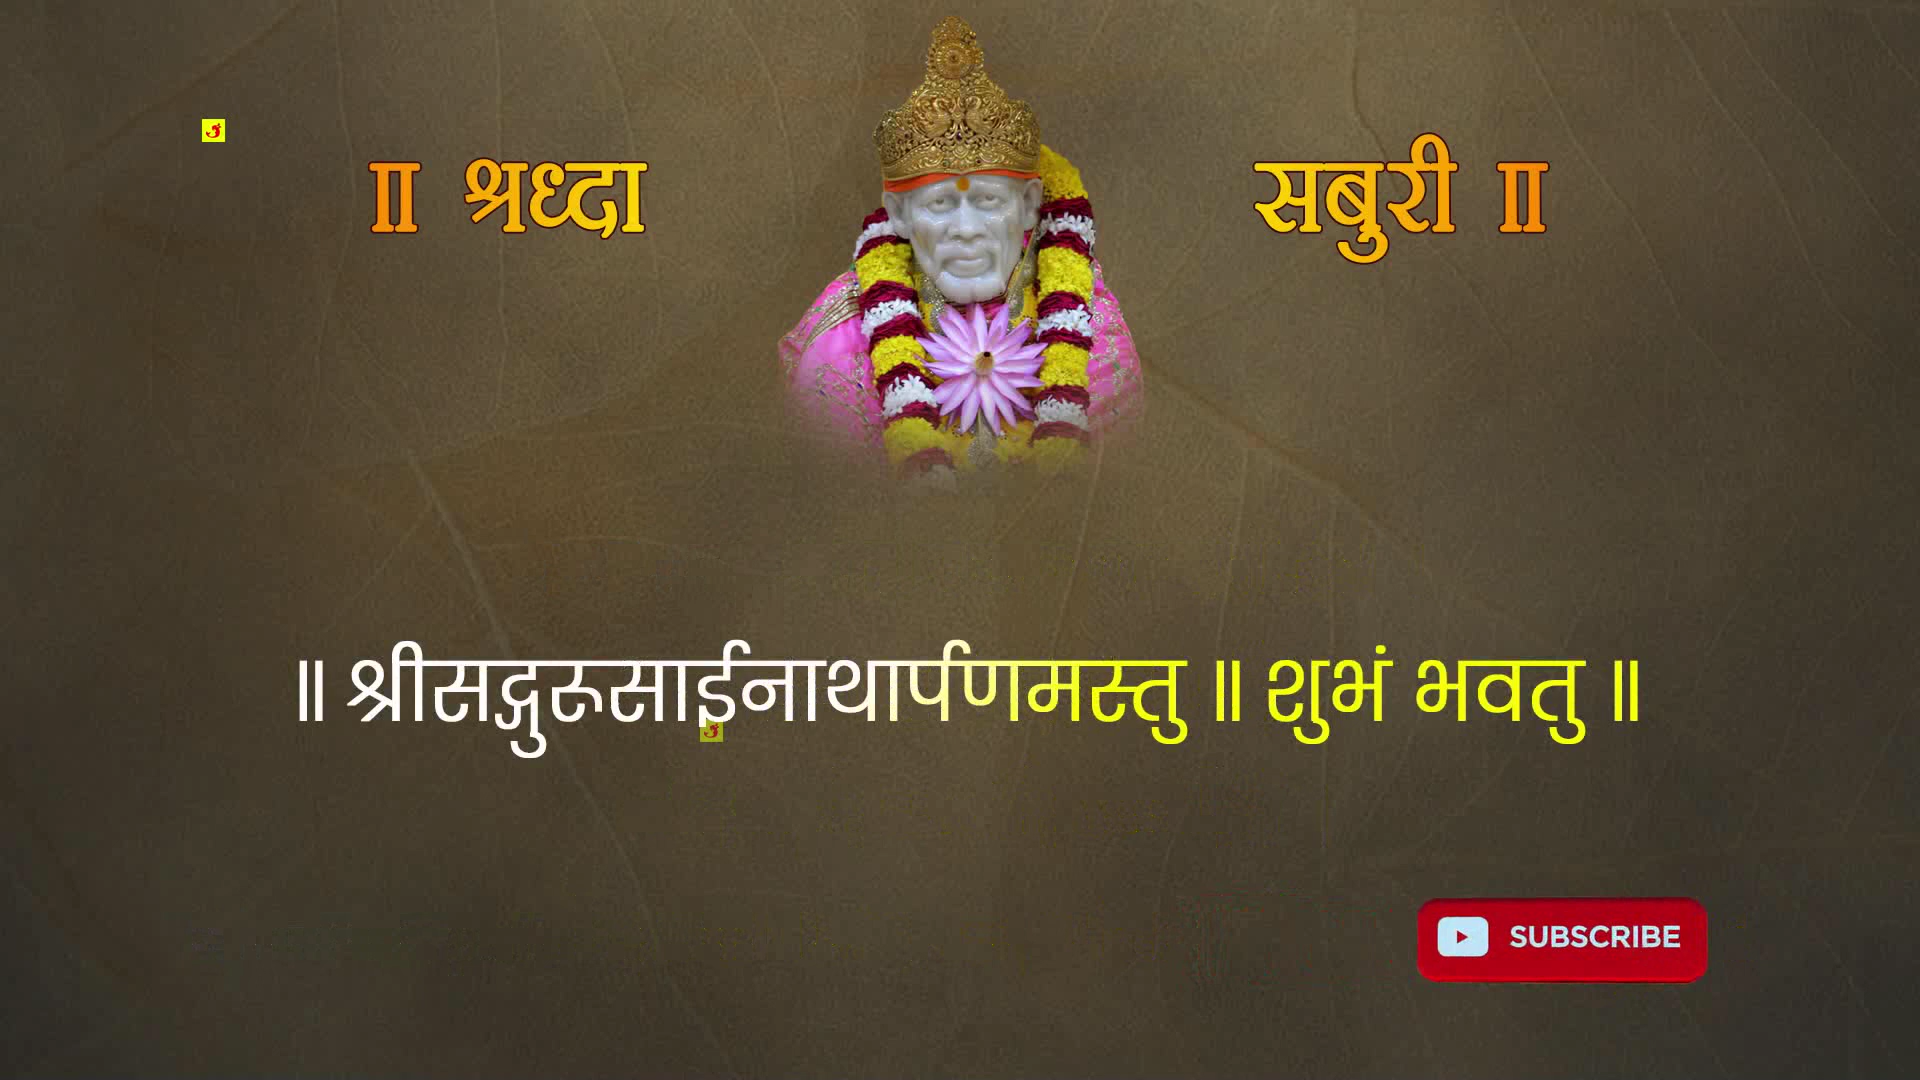 ॥ श्रध्दा सबुरी ॥
॥ श्रीसद्गुरूसाईनाथार्पणमस्तु ॥ शुभं भवतु ॥
SUBSCRIBE